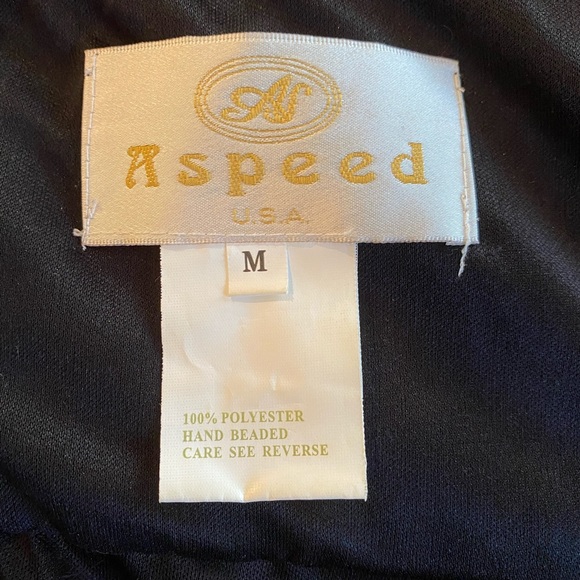 As
Aspeed
U.S.A.
M
100% POLYESTER
HAND BEADED
CARE SEE REVERSE